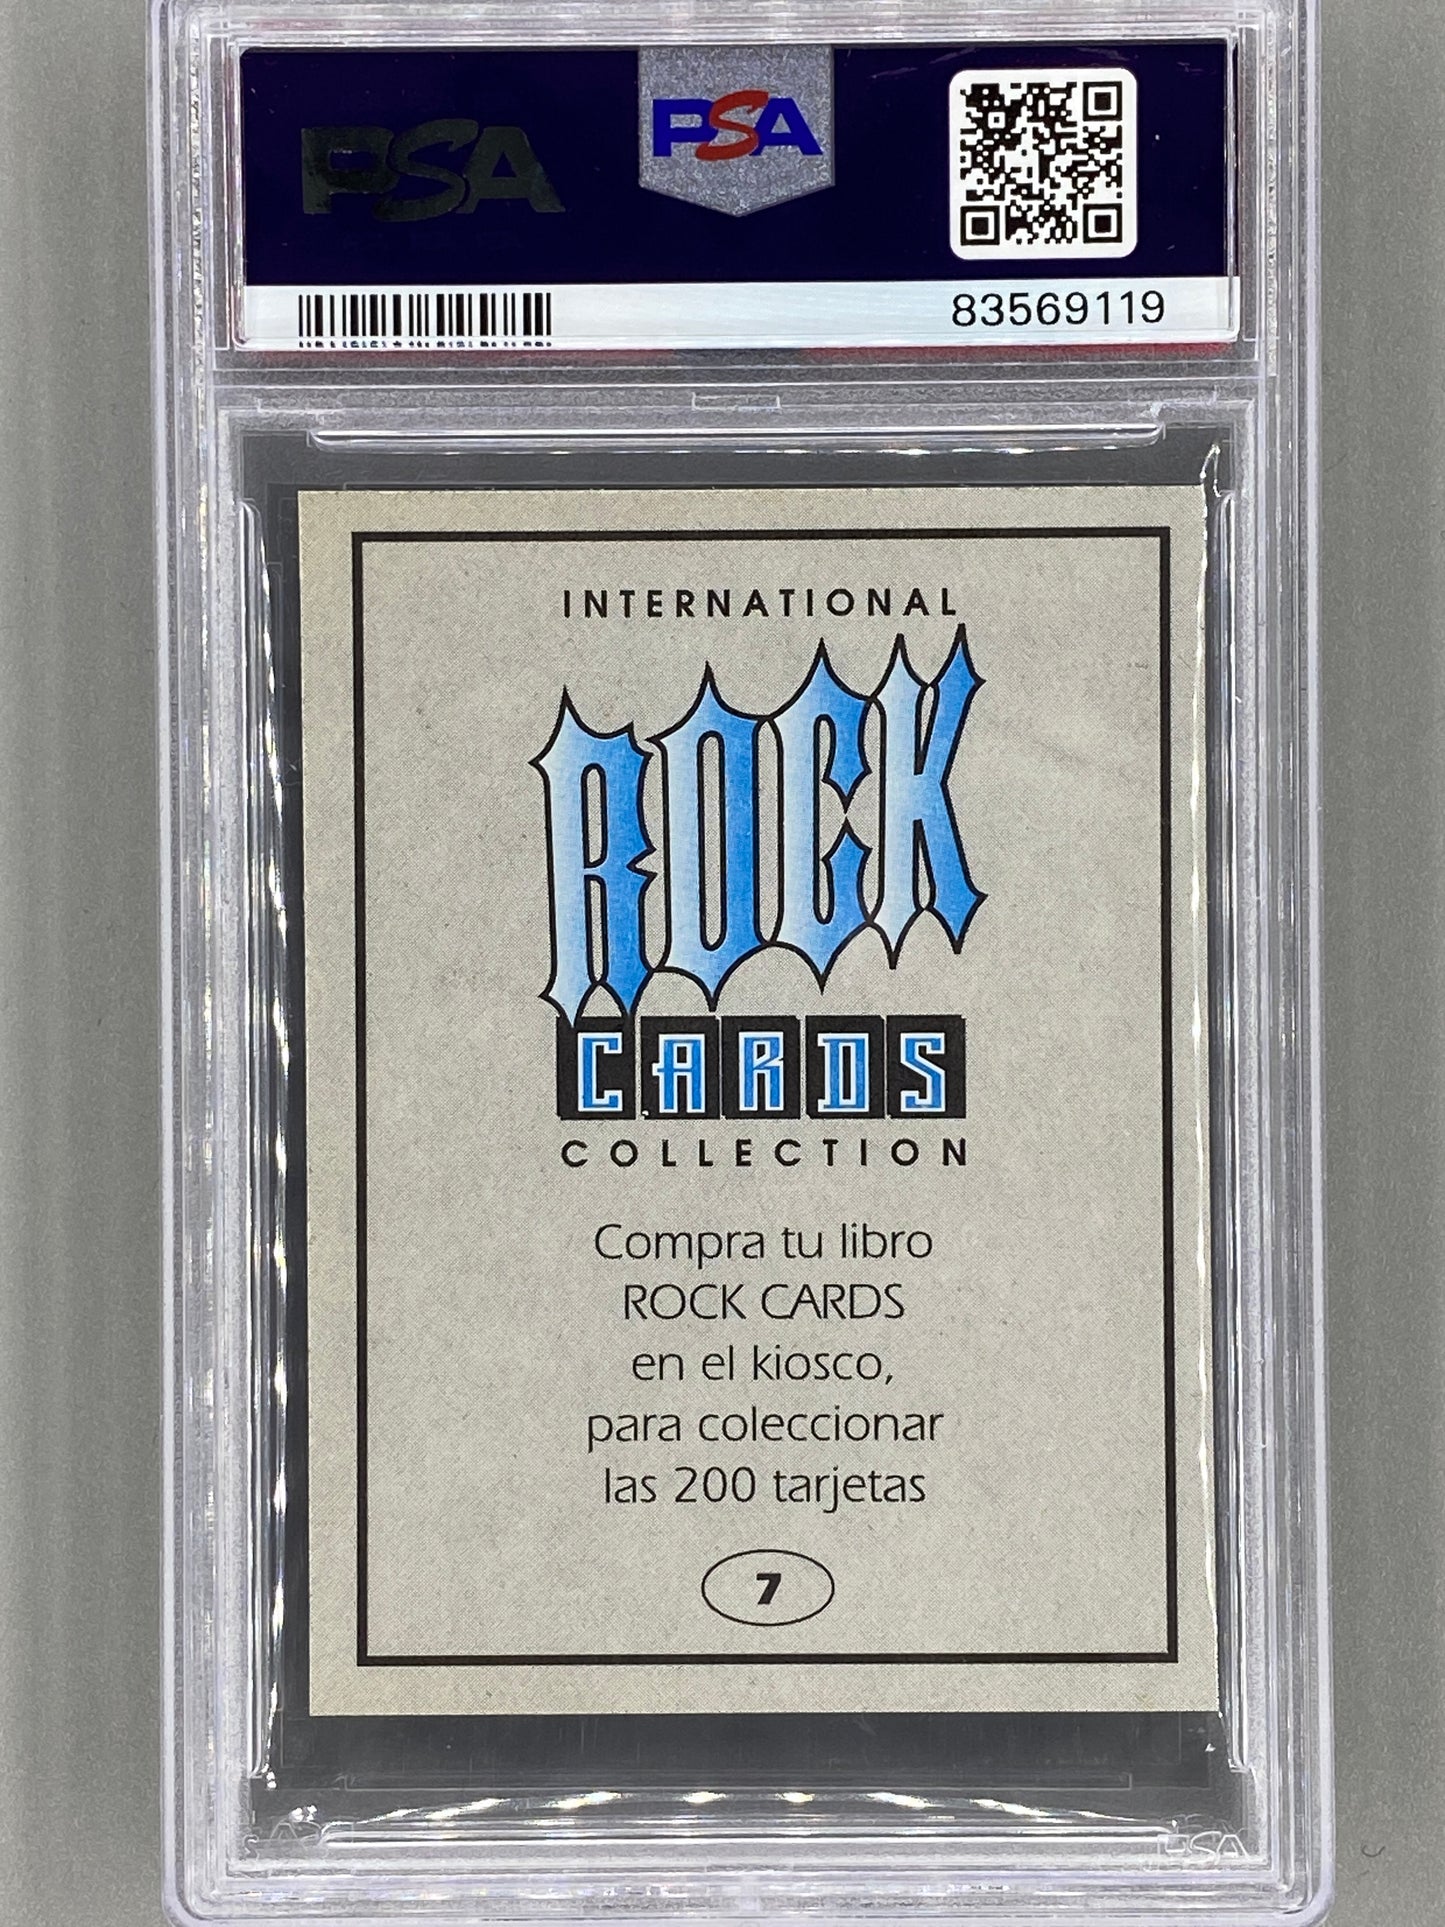 PSA
PSA
83569119
INTERNATIONAL
ROCK
CARDS
COLLECTION
Compra tu libro
ROCK CARDS
en el kiosco,
para coleccionar
las 200 tarjetas
7
PSA